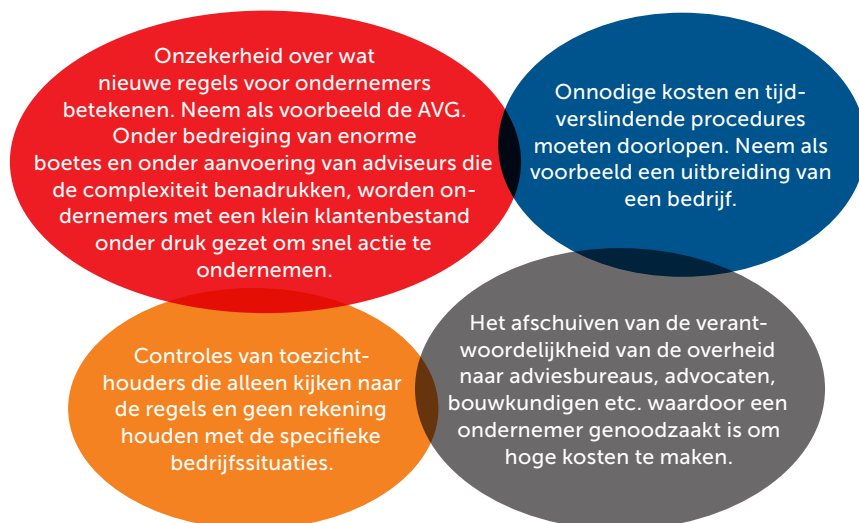 Onzekerheid over wat
nieuwe regels voor ondernemers
betekenen. Neem als voorbeeld de AVG.
Onder bedreiging van enorme
boetes en onder aanvoering van adviseurs die
de complexiteit benadrukken, worden on-
dernemers met een klein klantenbestand
onder druk gezet om snel actie te
ondernemen.
Onnodige kosten en tijd-
verslindende procedures
moeten doorlopen. Neem als
voorbeeld een uitbreiding van
een bedrijf.
Controles van toezicht-
houders die alleen kijken naar
de regels en geen rekening
houden met de specifieke
bedrijfssituaties.
Het afschuiven van de verant-
woordelijkheid van de overheid
naar adviesbureaus, advocaten,
bouwkundigen etc. waardoor een
ondernemer genoodzaakt is om
hoge kosten te maken.